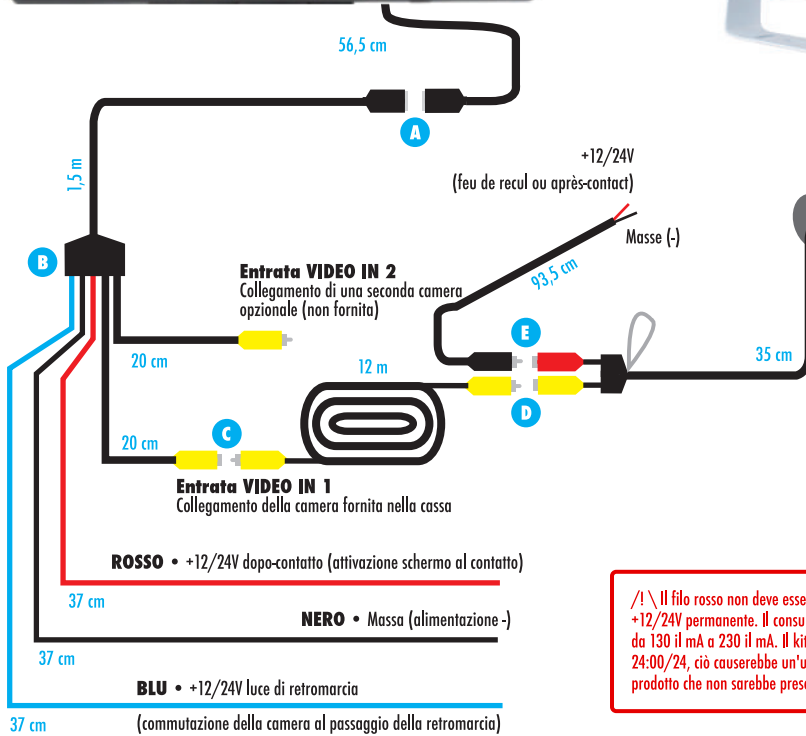 56,5 cm
A
1,5 m
+12/24V
(feu de recul ou après-contact)
Masse (-)
B
93,5 cm
Entrata VIDEO IN 2
Collegamento di una seconda camera
opzionale (non fornita)
E
20 cm
12 m
35 cm
D
20 cm
C
Entrata VIDEO IN 1
Collegamento della camera fornita nella cassa
ROSSO • +12/24V dopo-contatto (attivazione schermo al contatto)
37 cm
NERO • Massa (alimentazione -)
37 cm
BLU • +12/24V luce di retromarcia
37 cm
(commutazione della camera al passaggio della retromarcia)
/!\ Il filo rosso non deve esse
+12/24V permanente. Il consu
da 130 il mA a 230 il mA. Il kit
24:00/24, ciò causerebbe un'u
prodotto che non sarebbe prese